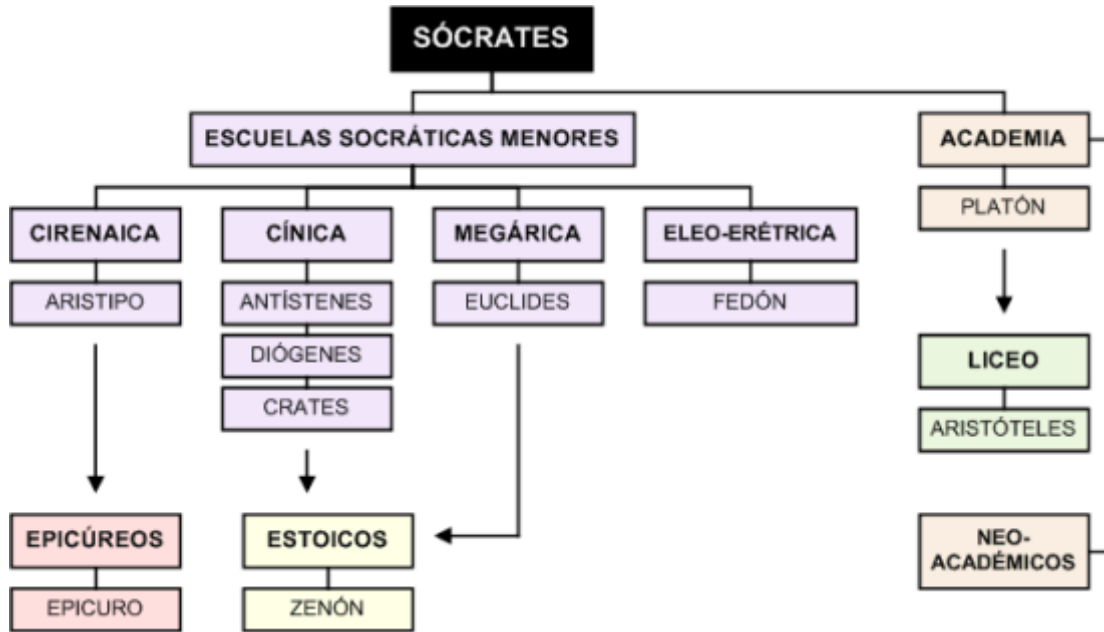 SÓCRATES
ESCUELAS SOCRÁTICAS MENORES
ACADEMIA
PLATÓN
CIRENAICA
CÍNICA
MEGÁRICA
ELEO-ERÉTRICA
ARISTIPO
ANTÍSTENES
EUCLIDES
FEDÓN
DIÓGENES
CRATES
LICEO
ARISTÓTELES
EPICÚREOS
ESTOICOS
NEO-
ACADÉMICOS
EPICURO
ZENÓN